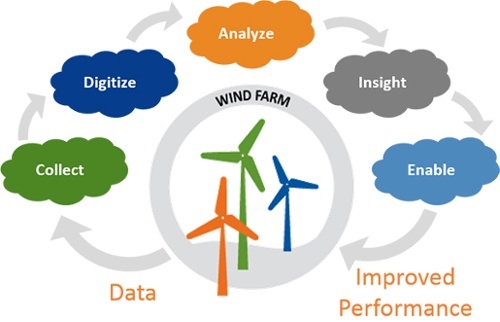 Analyze
Digitize
Insight
WIND FARM
Collect
Enable
Data
Improved
Performance